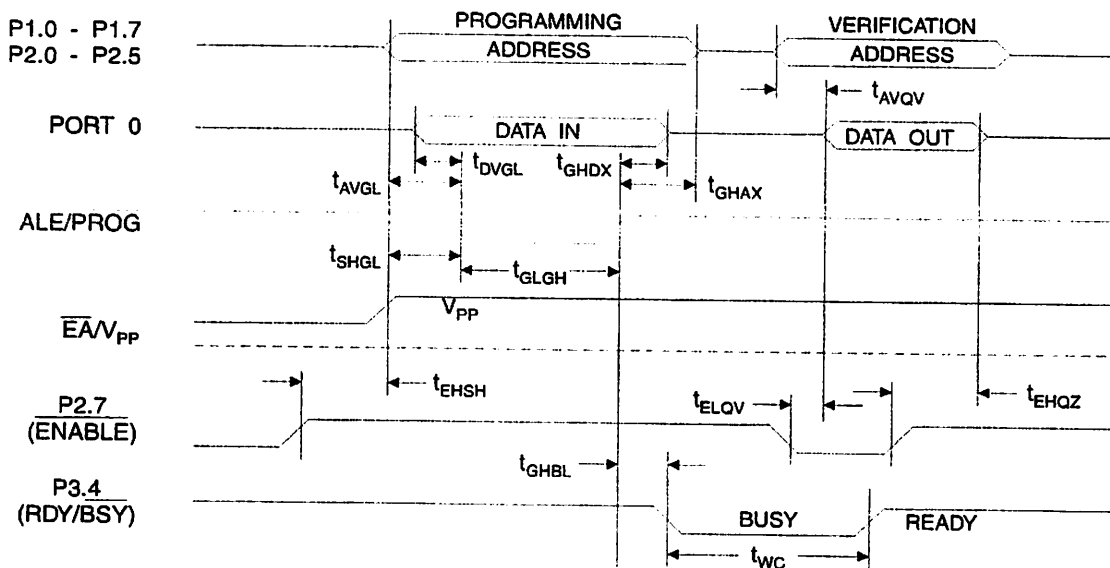 P1.0 - P1.7
P2.0 - P2.5
PROGRAMMING
ADDRESS
VERIFICATION
ADDRESS
tAVQV
PORT 0
DATA IN
DATA OUT
tDVGL
tGHDX
tAVGL
tGHAX
ALE/PROG
tSHGL
tGLGH
VPP
EA/VPP
tEHSH
tELQV
tEHQZ
P2.7
(ENABLE)
tGHBL
P3.4
(RDY/BSY)
BUSY
READY
tWC